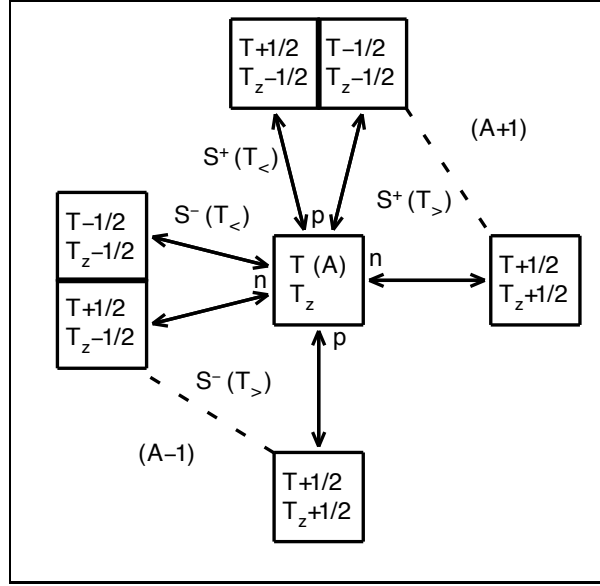 T+1/2
T_z−1/2
T−1/2
T_z−1/2
(A+1)
S⁺ (T_<)
S⁺ (T_>)
T−1/2
T_z−1/2
S⁻ (T_<)
p
T (A)
T_z
n
T+1/2
T_z+1/2
n
T+1/2
T_z−1/2
p
S⁻ (T_>)
(A−1)
T+1/2
T_z+1/2